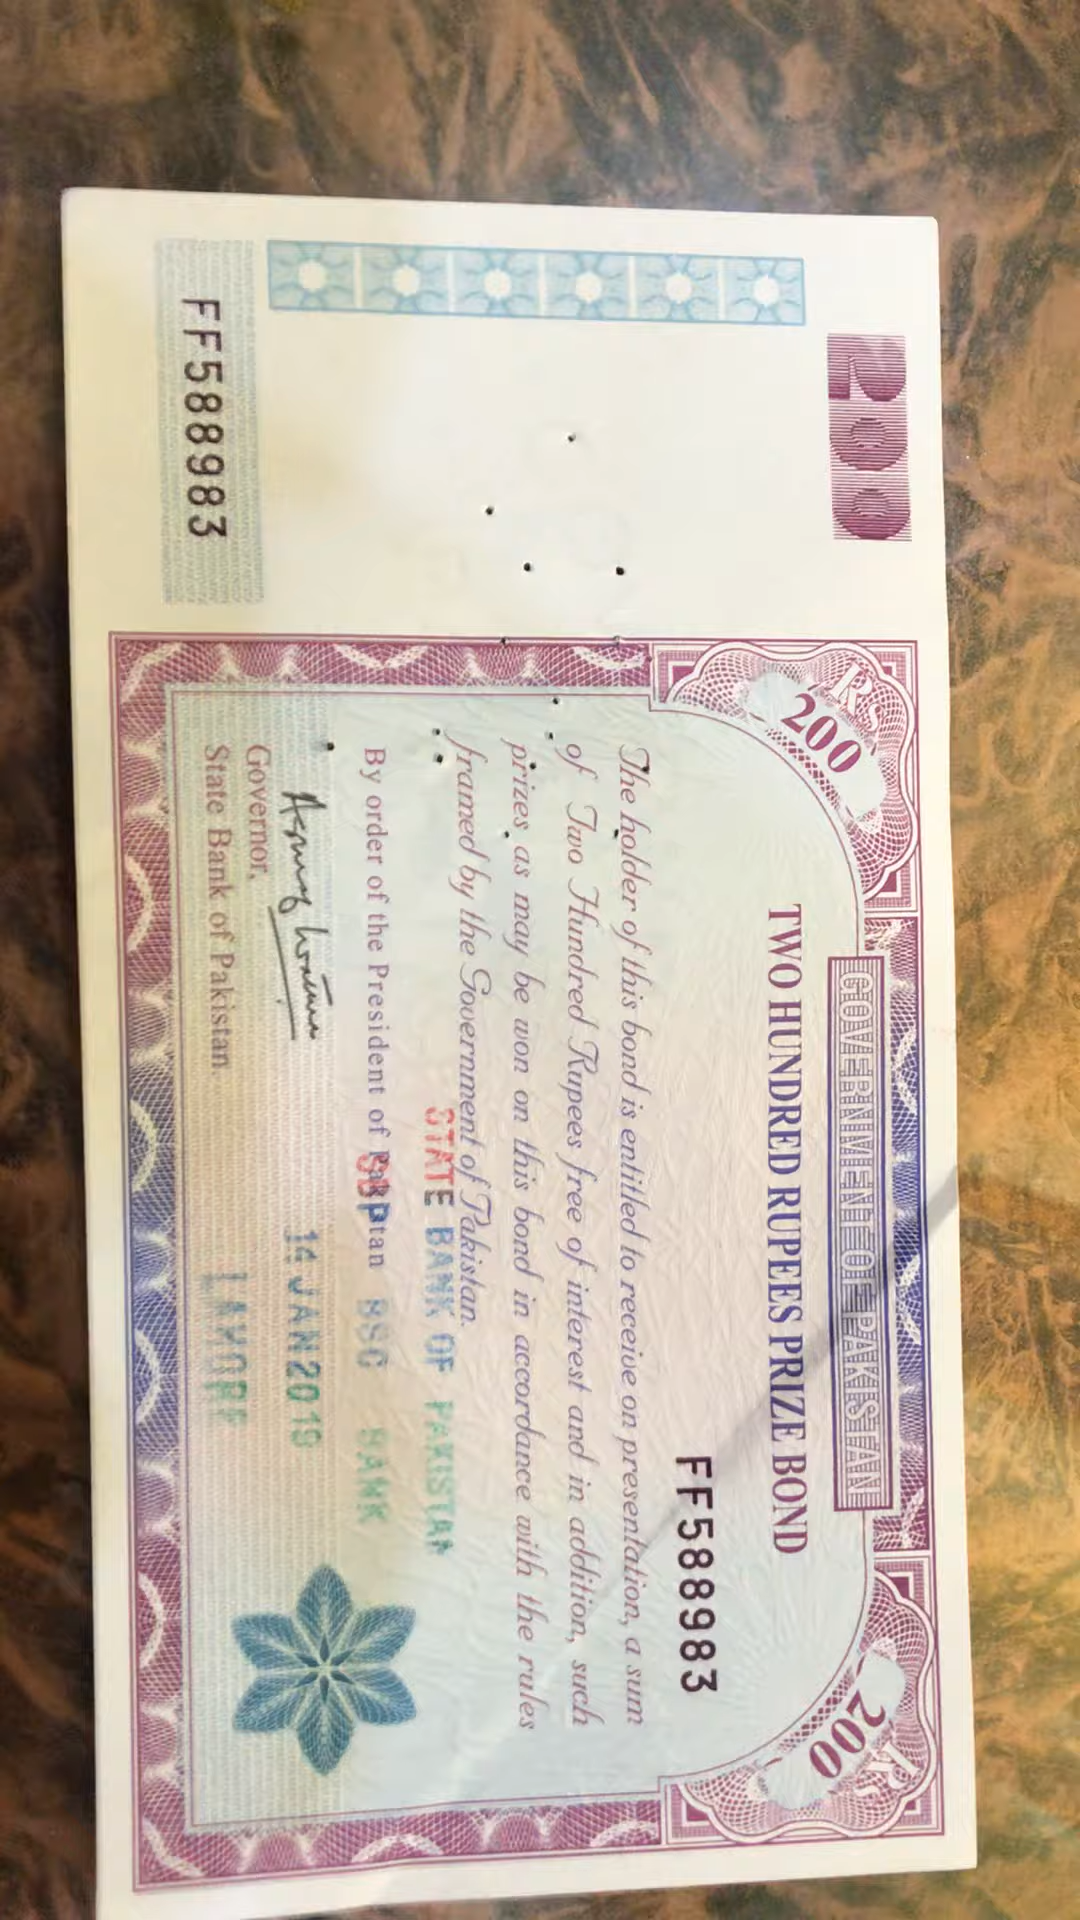 200
FF588983
Rs
200
GOVERNMENT OF PAKISTAN
Rs
200
TWO HUNDRED RUPEES PRIZE BOND
FF588983
The holder of this bond is entitled to receive on presentation, a sum
of Two Hundred Rupees free of interest and in addition, such
prizes as may be won on this bond in accordance with the rules
framed by the Government of Pakistan.
STATE BANK OF PAKISTAN
By order of the President of Pakistan
SBP BSC BANK
14 JAN 2019
LAHORE
Governor,
State Bank of Pakistan